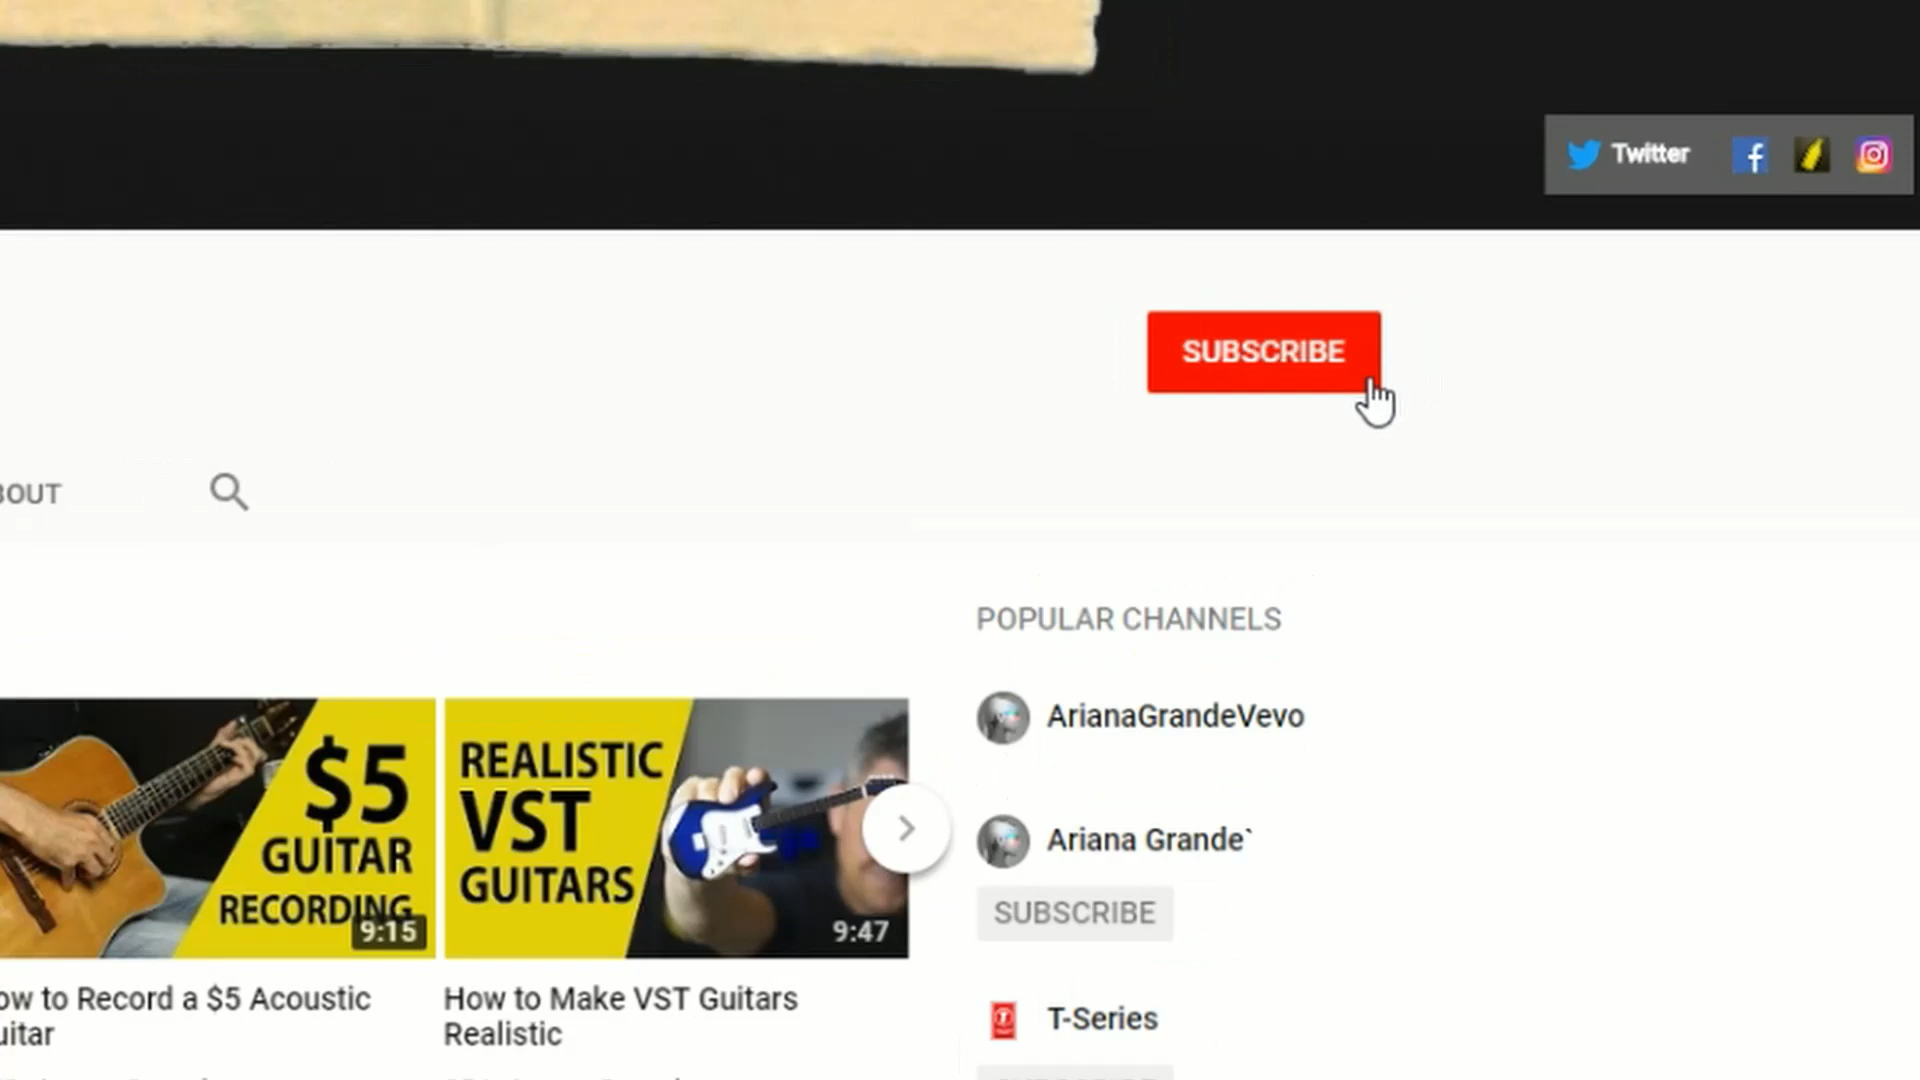 Twitter
SUBSCRIBE
BOUT
POPULAR CHANNELS
ArianaGrandeVevo
Ariana Grande`
SUBSCRIBE
T-Series
$5
GUITAR
RECORDING
9:15
REALISTIC
VST
GUITARS
9:47
ow to Record a $5 Acoustic
uitar
How to Make VST Guitars
Realistic